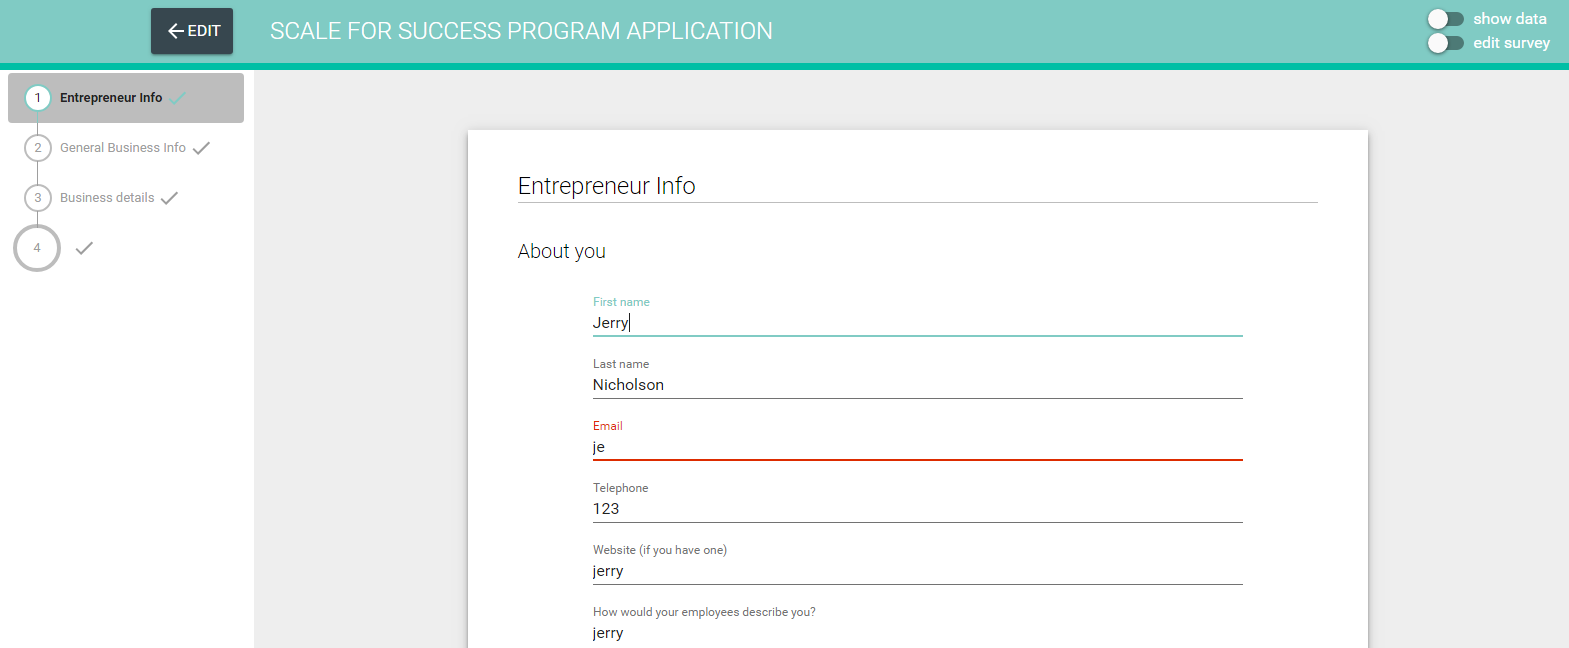 EDIT
SCALE FOR SUCCESS PROGRAM APPLICATION
show data
edit survey
1 Entrepreneur Info
2 General Business Info
3 Business details
4
Entrepreneur Info
About you
First name
Jerry
Last name
Nicholson
Email
je
Telephone
123
Website (if you have one)
jerry
How would your employees describe you?
jerry